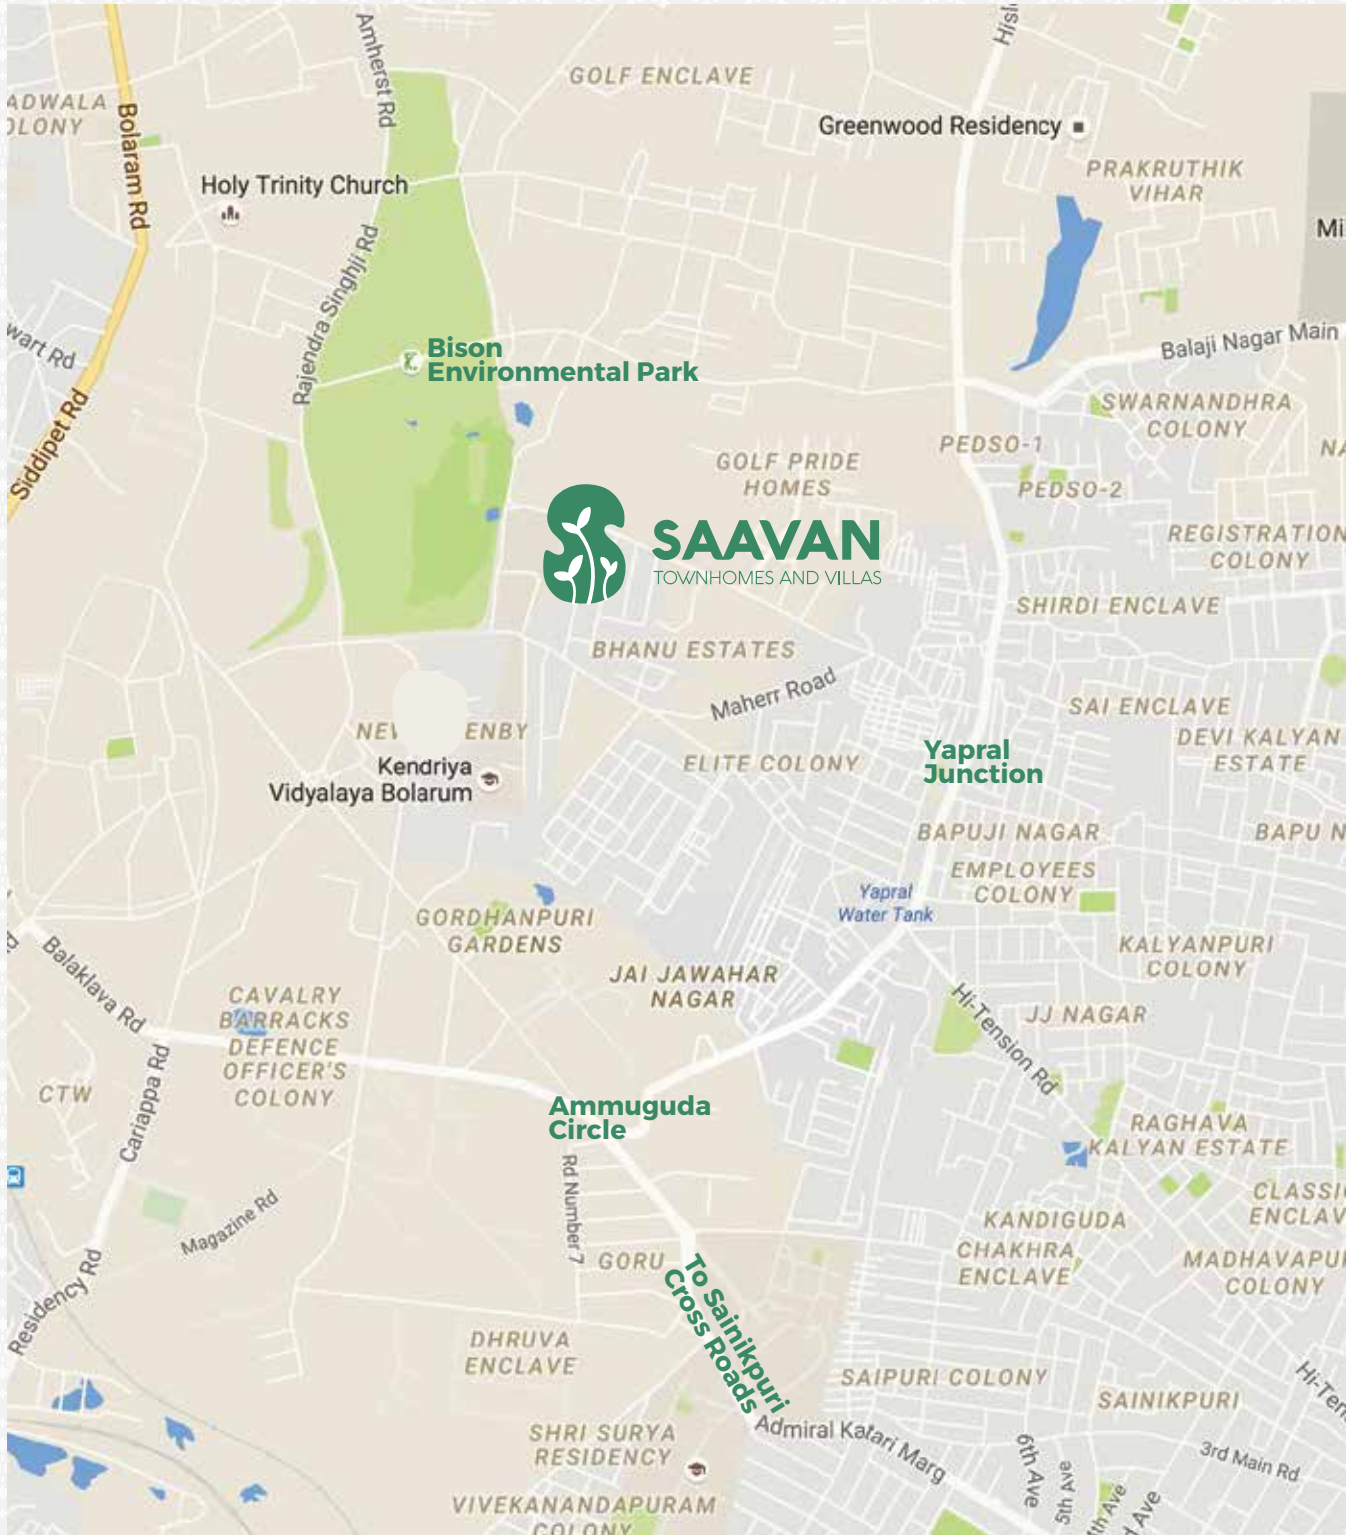 Amherst Rd
GOLF ENCLAVE
ADWALA
OLONY
Bolaram Rd
Greenwood Residency
PRAKRUTHIK
VIHAR
Holy Trinity Church
Rajendra Singhji Rd
Bison
Environmental Park
wart Rd
Balaji Nagar Main
SWARNANDHRA
COLONY
Siddipet Rd
PEDSO-1
GOLF PRIDE
HOMES
PEDSO-2
SAAVAN
TOWNHOMES AND VILLAS
REGISTRATION
COLONY
SHIRDI ENCLAVE
BHANU ESTATES
Maherr Road
SAI ENCLAVE
ENBY
DEVI KALYAN
ESTATE
Yapral
Junction
ELITE COLONY
Kendriya
Vidyalaya Bolarum
BAPUJI NAGAR
BAPU N
EMPLOYEES
COLONY
Yapral
Water Tank
GORDHANPURI
GARDENS
KALYANPURI
COLONY
Balaklava Rd
JAI JAWAHAR
NAGAR
CAVALRY
BARRACKS
DEFENCE
OFFICER'S
COLONY
Hi-Tension Rd
JJ NAGAR
CTW
Cariappa Rd
Ammuguda
Circle
RAGHAVA
KALYAN ESTATE
Rd Number 7
CLASSI
ENCLAV
Magazine Rd
KANDIGUDA
CHAKHRA
ENCLAVE
MADHAVAPU
COLONY
GORU
Residency Rd
To Sainikpuri
Cross Roads
DHRUVA
ENCLAVE
SAIPURI COLONY
SAINIKPURI
Hi-Ten
SHRI SURYA
RESIDENCY
Admiral Katari Marg
6th Ave
5th Ave
3rd Main Rd
VIVEKANANDAPURAM
COLONY